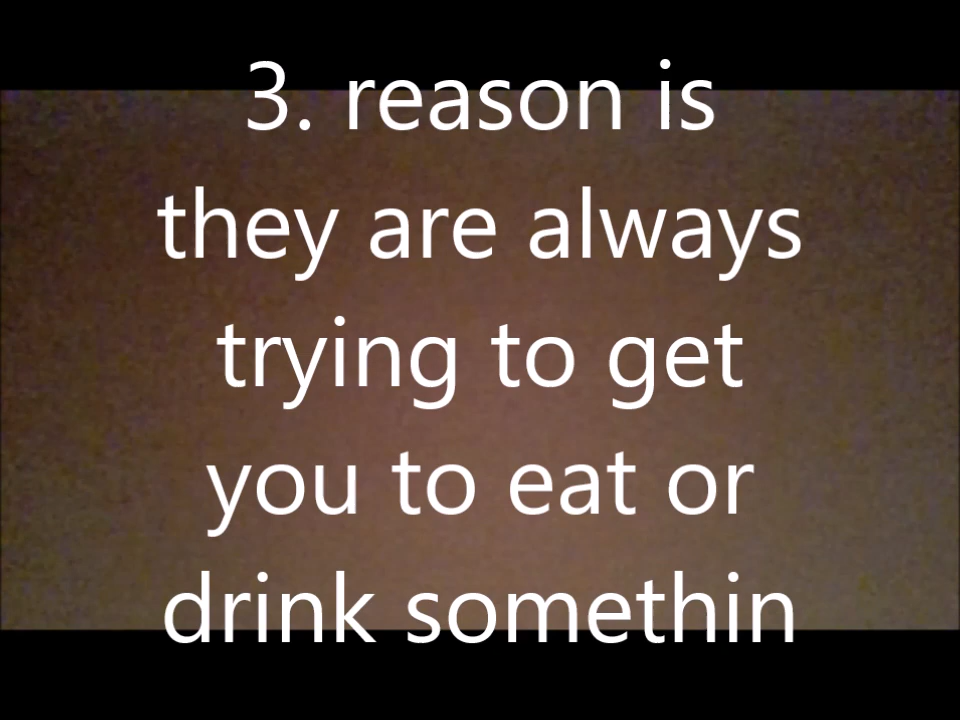 3. reason is
they are always
trying to get
you to eat or
drink somethin